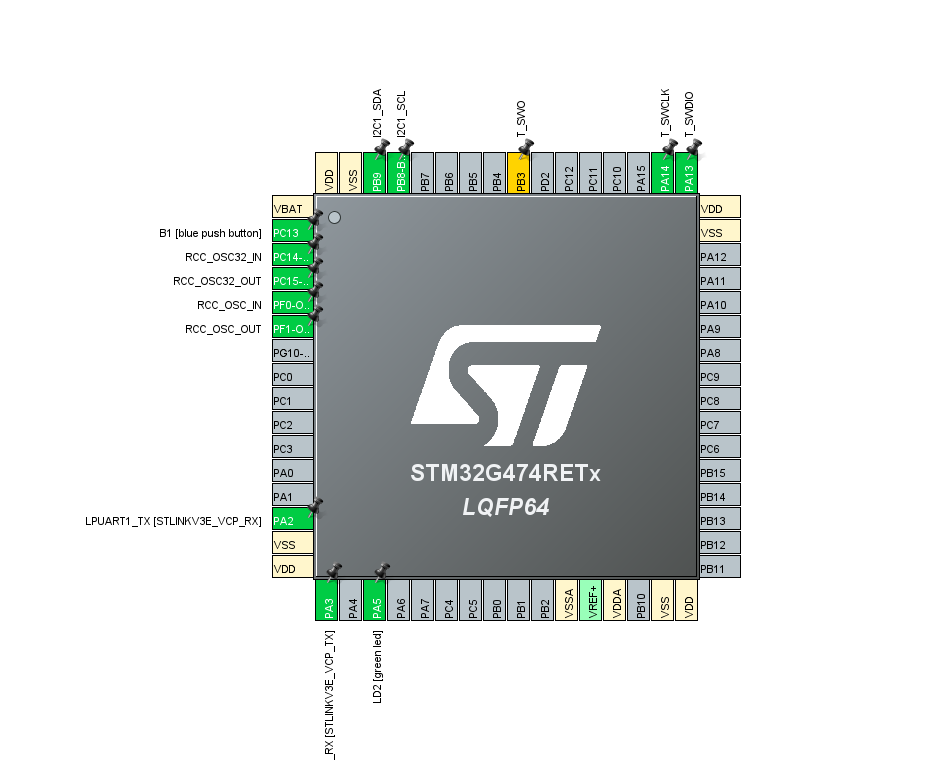 I2C1_SDA
I2C1_SCL
T_SWO
T_SWCLK
T_SWDIO
VDD
VSS
PB9
PB8-B..
PB7
PB6
PB5
PB4
PB3
PD2
PC12
PC11
PC10
PA15
PA14
PA13
VBAT
B1 [blue push button]
PC13
RCC_OSC32_IN
PC14-..
RCC_OSC32_OUT
PC15-..
RCC_OSC_IN
PF0-O..
RCC_OSC_OUT
PF1-O..
PG10-..
PC0
PC1
PC2
PC3
PA0
PA1
LPUART1_TX [STLINKV3E_VCP_RX]
PA2
VSS
VDD
ST
STM32G474RETx
LQFP64
VDD
VSS
PA12
PA11
PA10
PA9
PA8
PC9
PC8
PC7
PC6
PB15
PB14
PB13
PB12
PB11
PA3
PA4
PA5
PA6
PA7
PC4
PC5
PB0
PB1
PB2
VSSA
VREF+
VDDA
PB10
VSS
VDD
_RX [STLINKV3E_VCP_TX]
LD2 [green led]